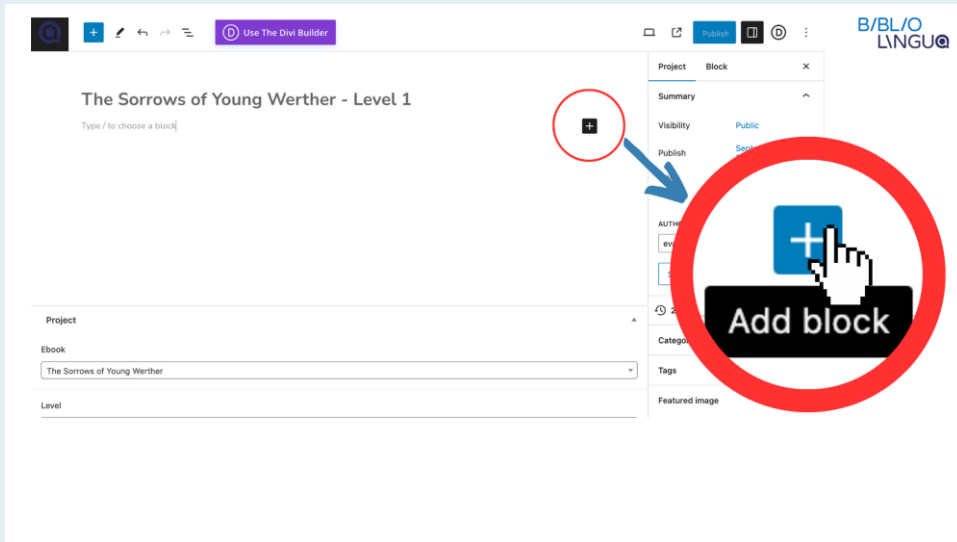 Use The Divi Builder
Publish
B/BL/O
L\NGUQ
Project Block
The Sorrows of Young Werther - Level 1
Type / to choose a block
Summary
Visibility Public
Publish
Add block
Project
Ebook
The Sorrows of Young Werther
Level
Tags
Featured image